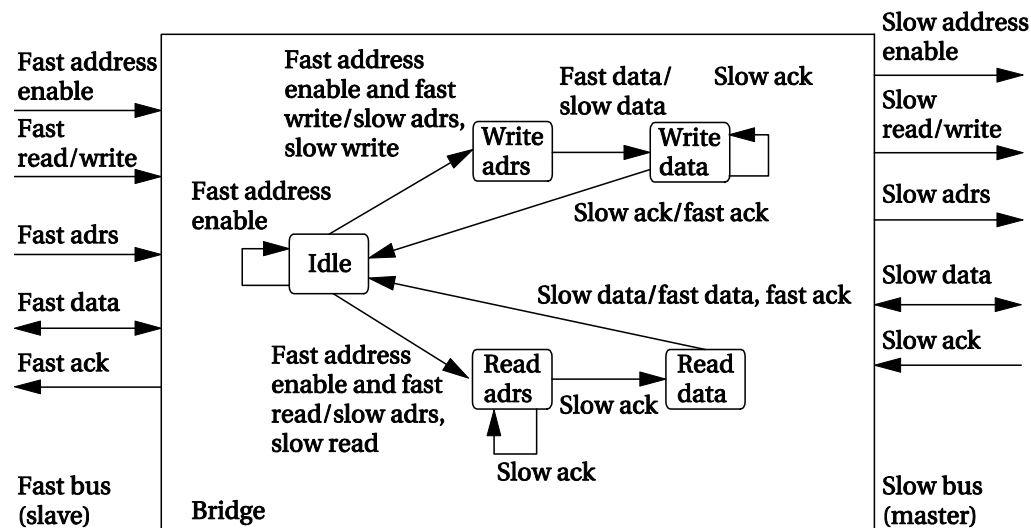 Fast address
enable
Fast
read/write
Fast adrs
Fast data
Fast ack
Fast bus
(slave)
Fast address
enable and fast
write/slow adrs,
slow write
Fast data/
slow data
Slow ack
Write
adrs
Write
data
Fast address
enable
Slow ack/fast ack
Idle
Slow data/fast data, fast ack
Fast address
enable and fast
read/slow adrs,
slow read
Read
adrs
Slow ack
Read
data
Slow ack
Bridge
Slow address
enable
Slow
read/write
Slow adrs
Slow data
Slow ack
Slow bus
(master)